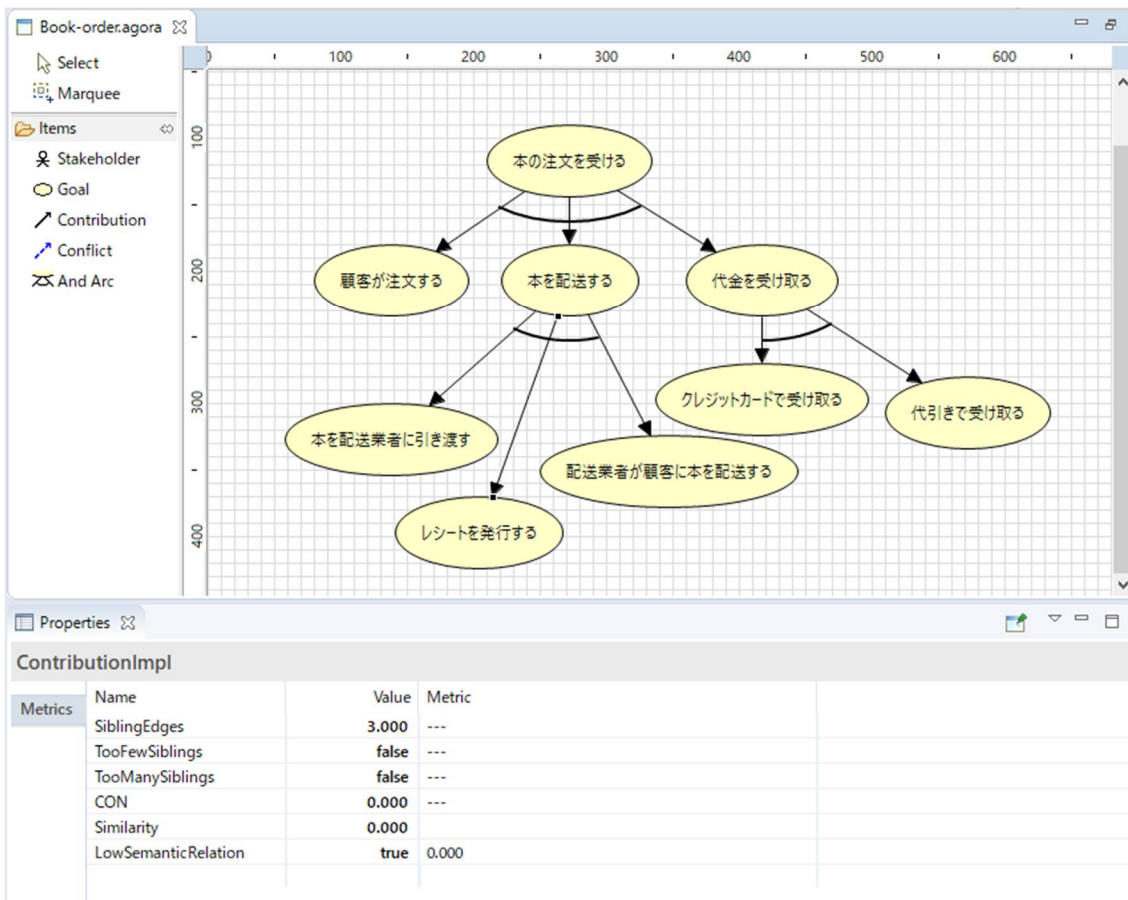 Book-order.agora
Select
Marquee
Items
Stakeholder
Goal
Contribution
Conflict
And Arc
100 200 300 400 500 600
100
200
300
400
本の注文を受ける
顧客が注文する
本を配送する
代金を受け取る
クレジットカードで受け取る
代引きで受け取る
本を配送業者に引き渡す
配送業者が顧客に本を配送する
レシートを発行する
Properties
ContributionImpl
Metrics
Name Value Metric
SiblingEdges 3.000 ---
TooFewSiblings false ---
TooManySiblings false ---
CON 0.000 ---
Similarity 0.000
LowSemanticRelation true 0.000